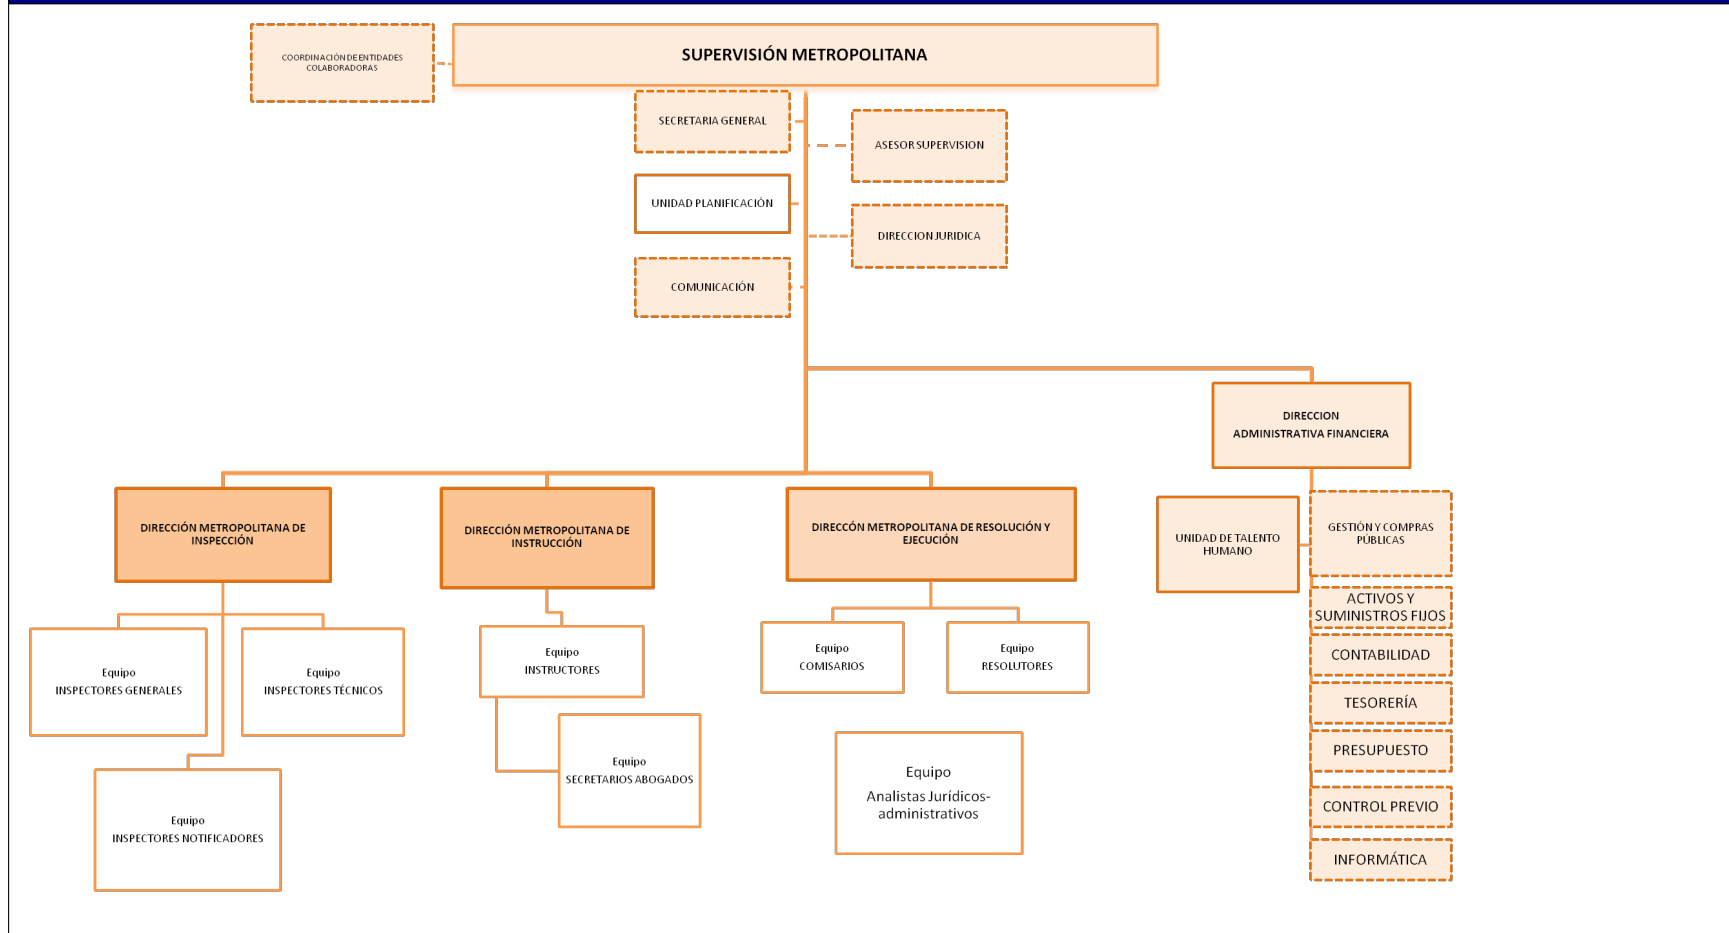 COORDINACIÓN DE ENTIDADES
COLABORADORAS
SUPERVISIÓN METROPOLITANA
SECRETARIA GENERAL
ASESOR SUPERVISION
UNIDAD PLANIFICACIÓN
DIRECCION JURIDICA
COMUNICACIÓN
DIRECCION
ADMINISTRATIVA FINANCIERA
DIRECCIÓN METROPOLITANA DE
INSPECCIÓN
DIRECCIÓN METROPOLITANA DE
INSTRUCCIÓN
DIRECCÓN METROPOLITANA DE RESOLUCIÓN Y
EJECUCIÓN
UNIDAD DE TALENTO
HUMANO
GESTIÓN Y COMPRAS
PÚBLICAS
ACTIVOS Y
SUMINISTROS FIJOS
CONTABILIDAD
TESORERÍA
PRESUPUESTO
CONTROL PREVIO
INFORMÁTICA
Equipo
INSPECTORES GENERALES
Equipo
INSPECTORES TÉCNICOS
Equipo
INSPECTORES NOTIFICADORES
Equipo
INSTRUCTORES
Equipo
SECRETARIOS ABOGADOS
Equipo
COMISARIOS
Equipo
RESOLUTORES
Equipo
Analistas Jurídicos-
administrativos